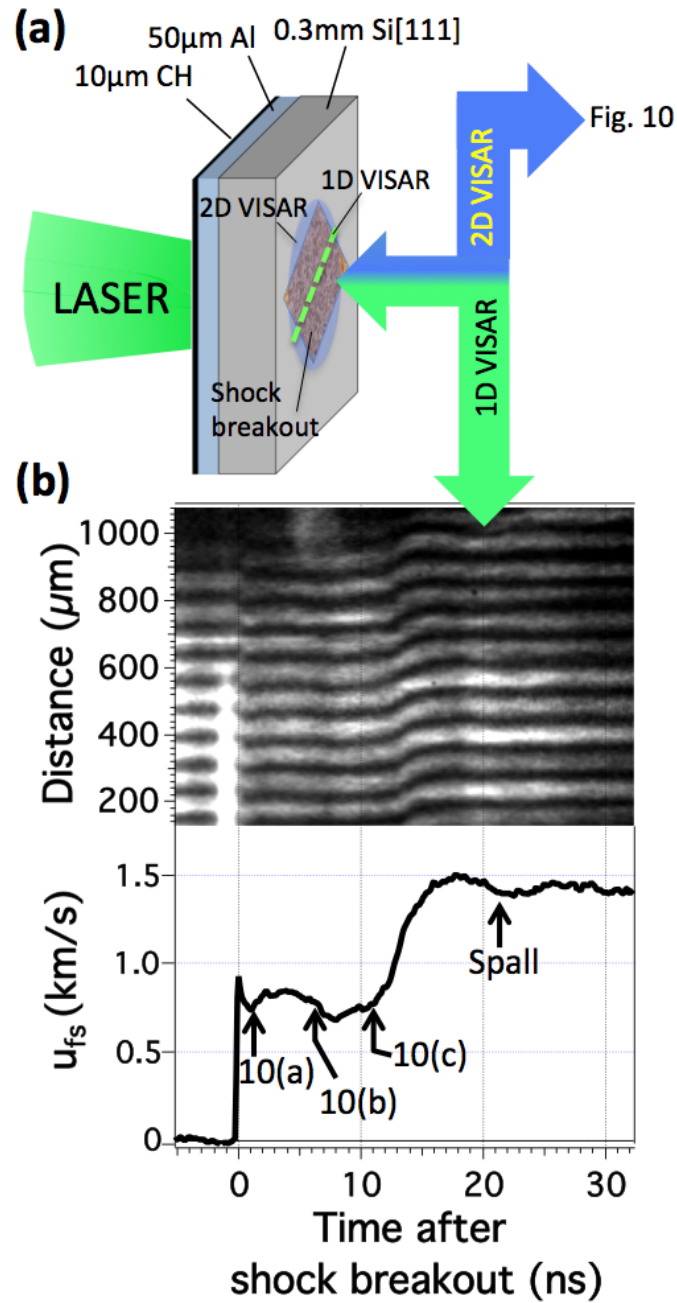 (a)
50μm Al
0.3mm Si[111]
10μm CH
Fig. 10
1D VISAR
2D VISAR
2D VISAR
LASER
1D VISAR
Shock
breakout
(b)
Distance (μm)
1000
800
600
400
200
u_fs (km/s)
1.5
1.0
0.5
0
Spall
10(a)
10(b)
10(c)
0
10
20
30
Time after
shock breakout (ns)